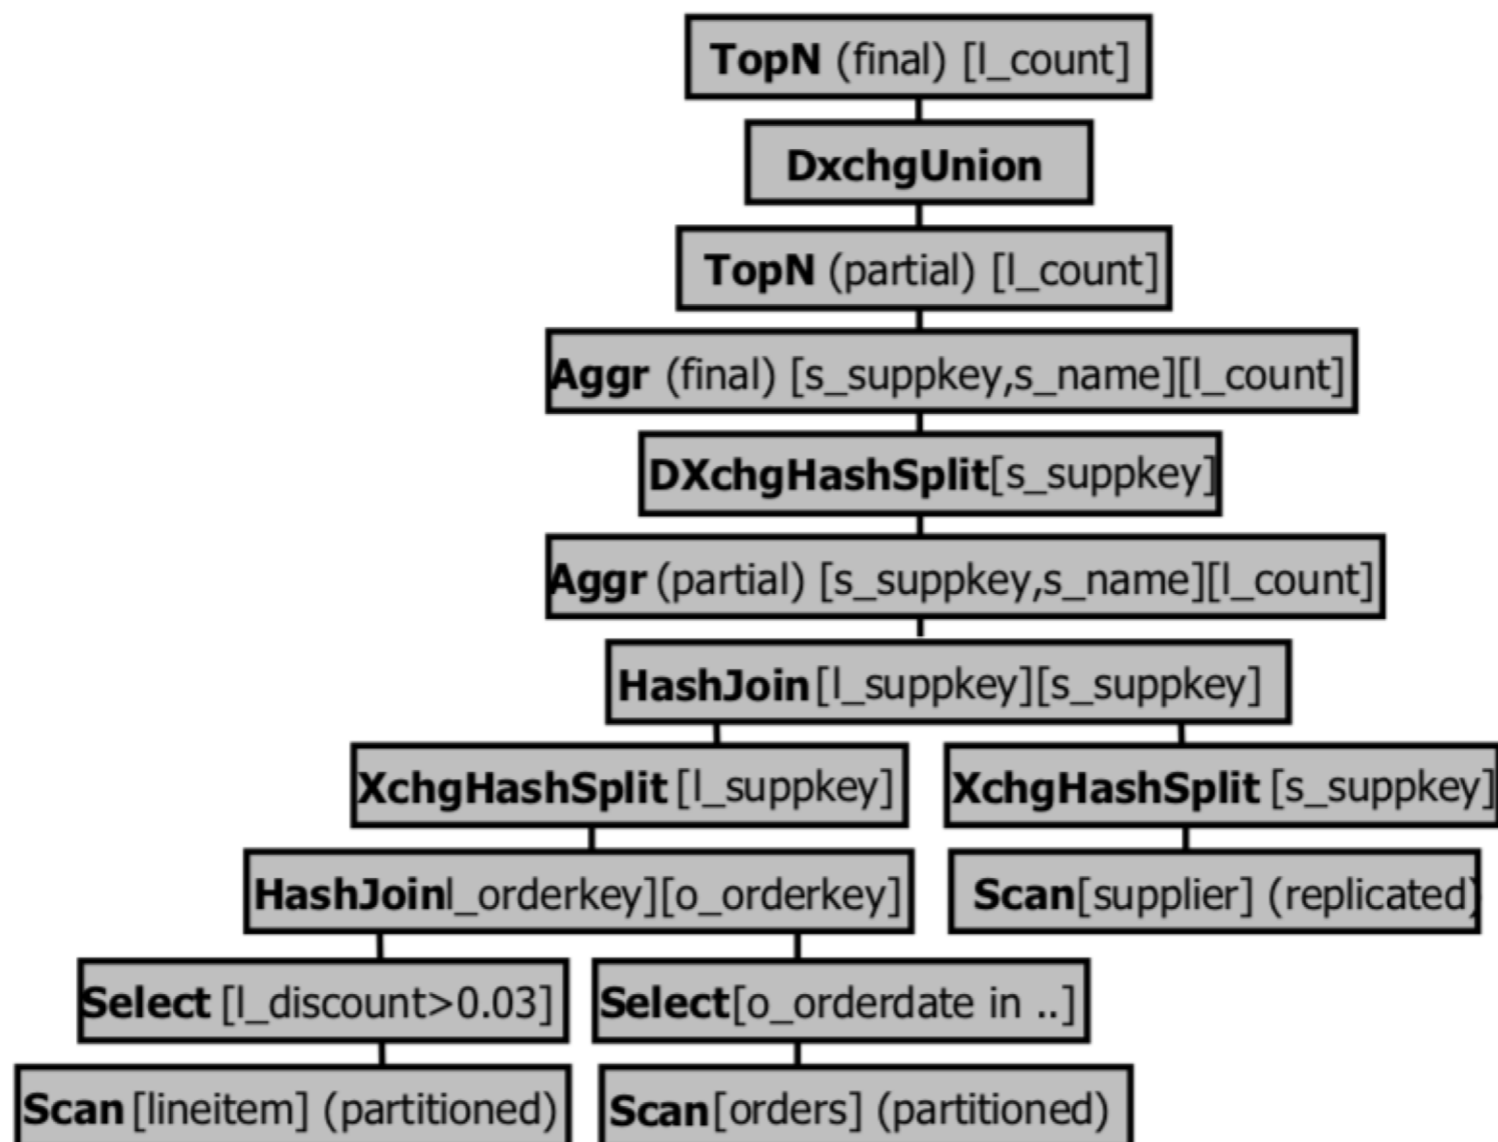 TopN (final) [l_count]
DxchgUnion
TopN (partial) [l_count]
Aggr (final) [s_suppkey,s_name][l_count]
DXchgHashSplit[s_suppkey]
Aggr (partial) [s_suppkey,s_name][l_count]
HashJoin [l_suppkey][s_suppkey]
XchgHashSplit [l_suppkey]
XchgHashSplit [s_suppkey]
HashJoinl_orderkey][o_orderkey]
Scan[supplier] (replicated)
Select [l_discount>0.03]
Select[o_orderdate in ..]
Scan [lineitem] (partitioned)
Scan[orders] (partitioned)